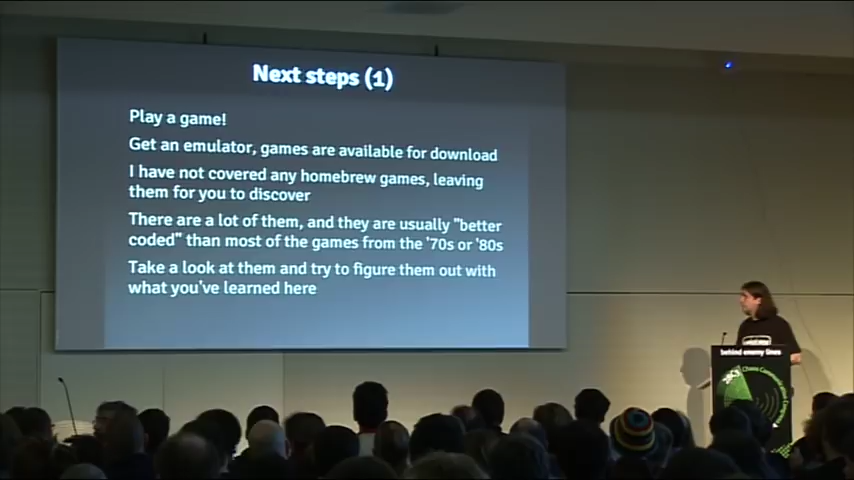 Next steps (1)
Play a game!
Get an emulator, games are available for download
I have not covered any homebrew games, leaving
them for you to discover
There are a lot of them, and they are usually "better
coded" than most of the games from the '70s or '80s
Take a look at them and try to figure them out with
what you've learned here
behind enemy lines